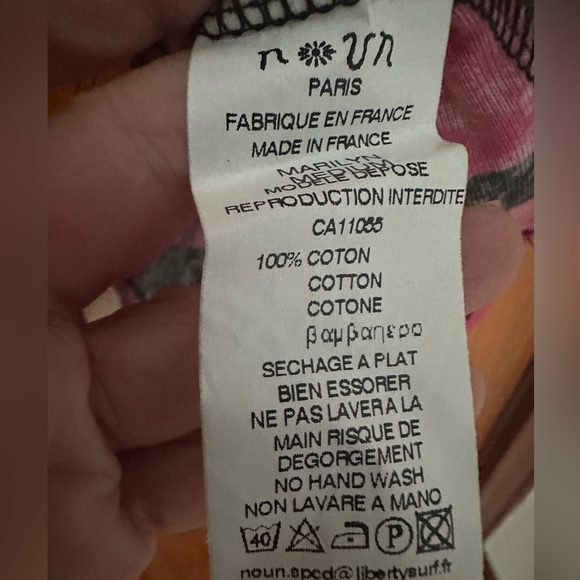 n❋un
PARIS
FABRIQUE EN FRANCE
MADE IN FRANCE
MARILYN
MEDIUM
MODELE DEPOSE
REPRODUCTION INTERDITE
CA11055
100% COTON
COTTON
COTONE
βαμβαηερο
SECHAGE A PLAT
BIEN ESSORER
NE PAS LAVER A LA
MAIN RISQUE DE
DEGORGEMENT
NO HAND WASH
NON LAVARE A MANO
40 P
noun.spcd@libertysurf.fr